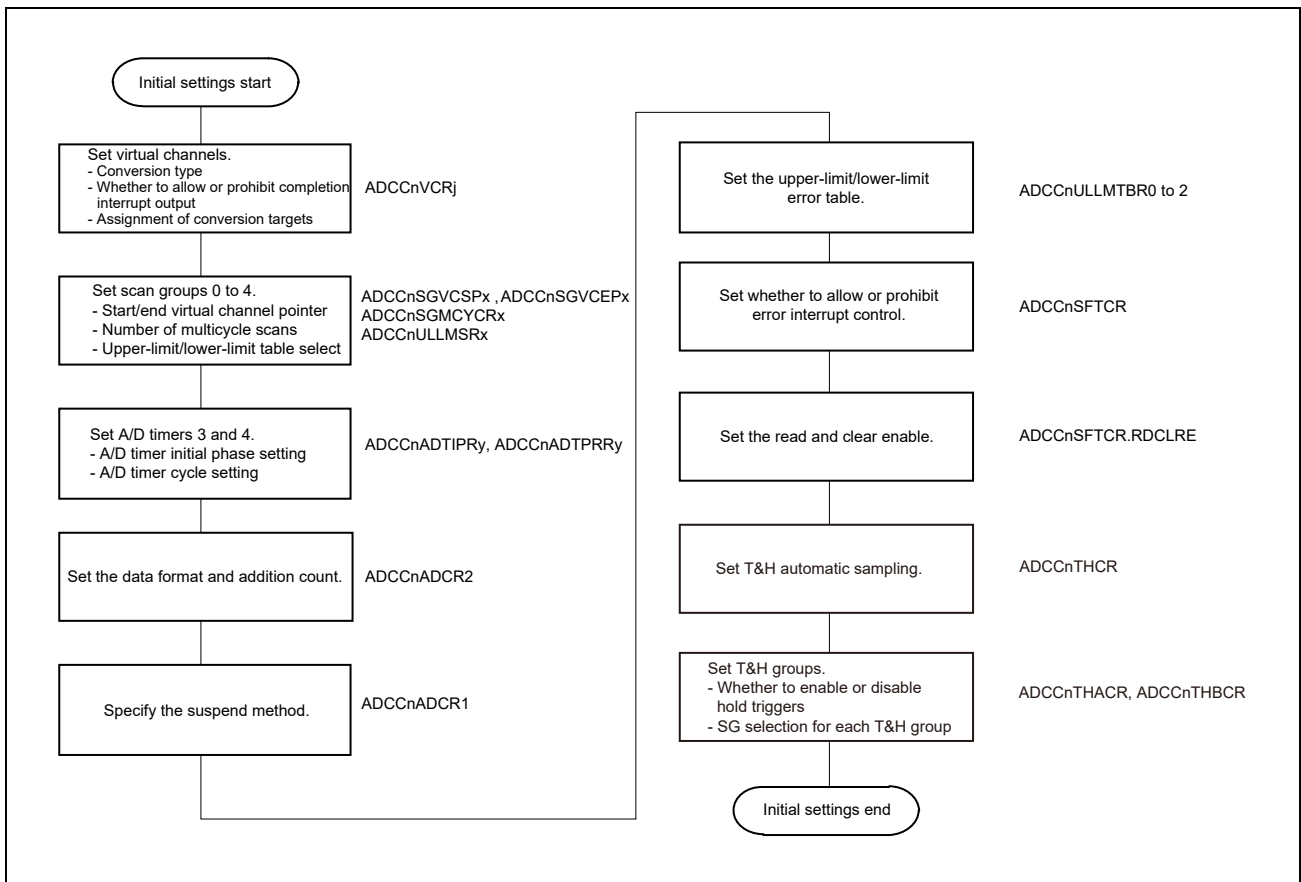 Initial settings start
Set virtual channels.
- Conversion type
- Whether to allow or prohibit completion
interrupt output
- Assignment of conversion targets
ADCCnVCRj
Set scan groups 0 to 4.
- Start/end virtual channel pointer
- Number of multicycle scans
- Upper-limit/lower-limit table select
ADCCnSGVCSPx , ADCCnSGVCEPx
ADCCnSGMCYCRx
ADCCnULLMSRx
Set A/D timers 3 and 4.
- A/D timer initial phase setting
- A/D timer cycle setting
ADCCnADTIPRy, ADCCnADTPRRy
Set the data format and addition count.
ADCCnADCR2
Specify the suspend method.
ADCCnADCR1
Set the upper-limit/lower-limit
error table.
ADCCnULLMTBR0 to 2
Set whether to allow or prohibit
error interrupt control.
ADCCnSFTCR
Set the read and clear enable.
ADCCnSFTCR.RDCLRE
Set T&H automatic sampling.
ADCCnTHCR
Set T&H groups.
- Whether to enable or disable
hold triggers
- SG selection for each T&H group
ADCCnTHACR, ADCCnTHBCR
Initial settings end